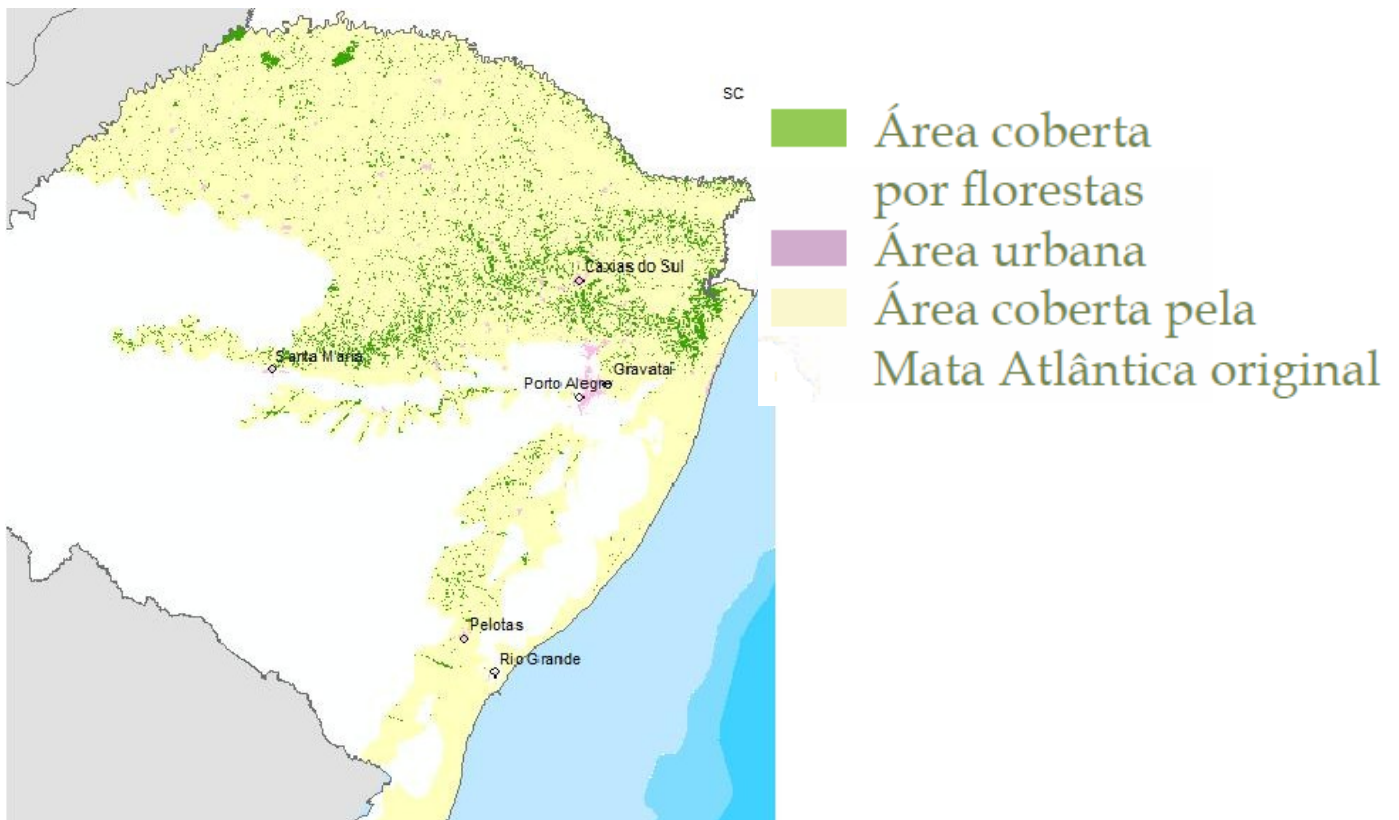 SC
Caxias do Sul
Santa Maria
Gravatai
Porto Alegre
Pelotas
Rio Grande
Área coberta
por florestas
Área urbana
Área coberta pela
Mata Atlântica original